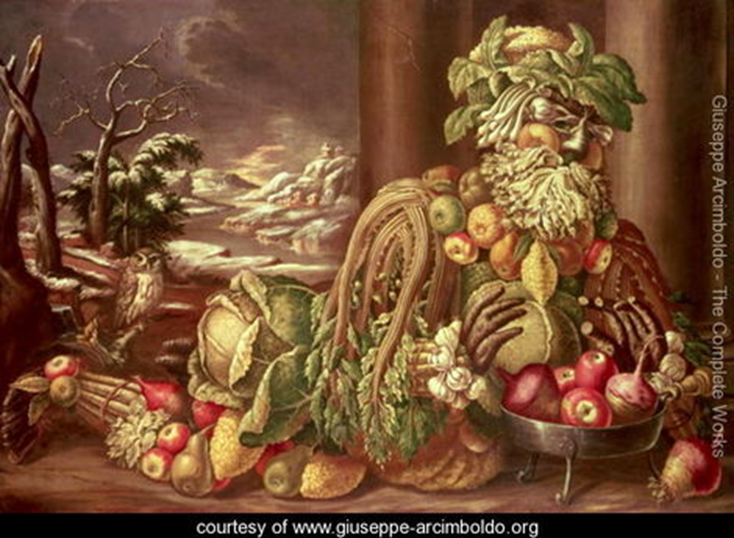 Giuseppe Arcimboldo - The Complete Works
courtesy of www.giuseppe-arcimboldo.org